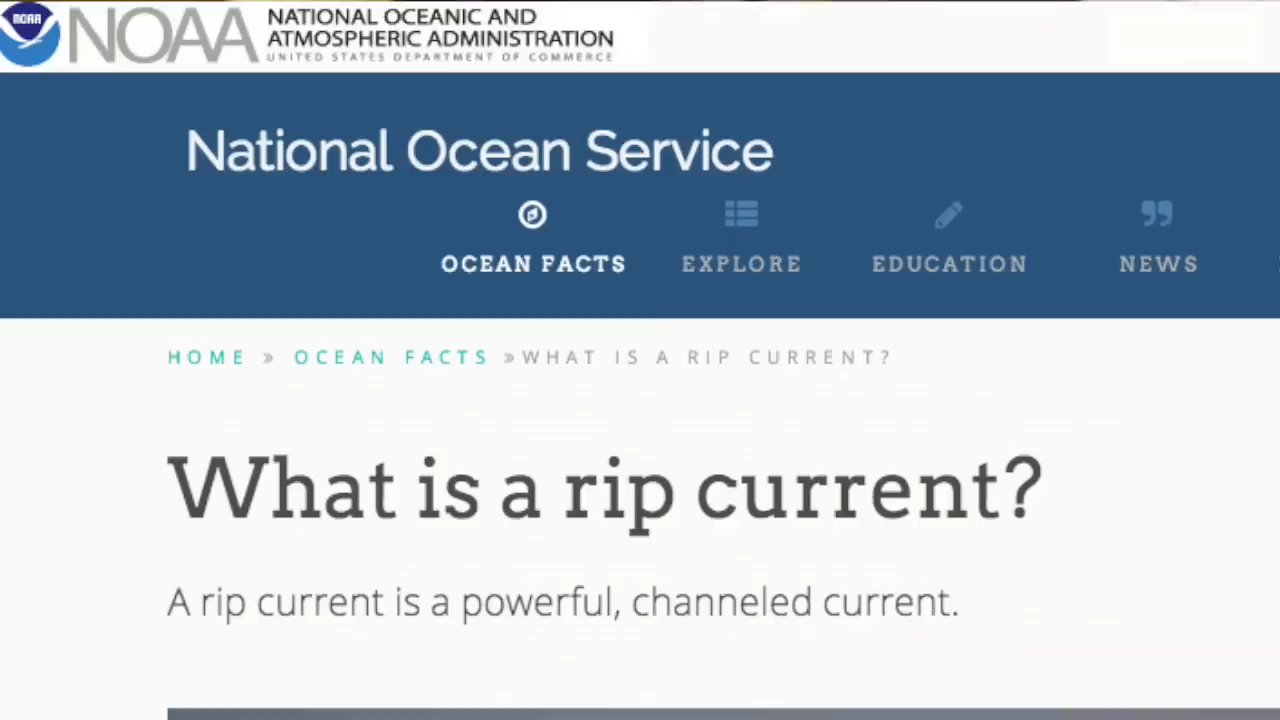 NOAA
NOAA
NATIONAL OCEANIC AND
ATMOSPHERIC ADMINISTRATION
UNITED STATES DEPARTMENT OF COMMERCE
National Ocean Service
OCEAN FACTS EXPLORE EDUCATION NEWS
HOME » OCEAN FACTS »WHAT IS A RIP CURRENT?
What is a rip current?
A rip current is a powerful, channeled current.